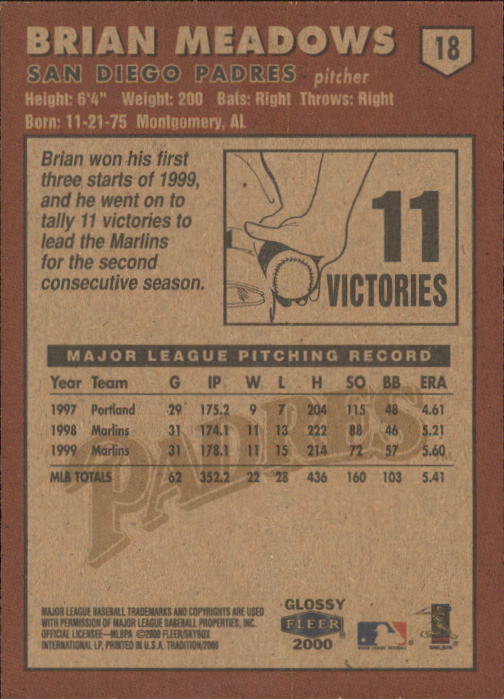 BRIAN MEADOWS
18
SAN DIEGO PADRES - pitcher
Height: 6'4" Weight: 200 Bats: Right Throws: Right
Born: 11-21-75 Montgomery, AL
Brian won his first
three starts of 1999,
and he went on to
tally 11 victories to
lead the Marlins
for the second
consecutive season.
11
VICTORIES
MAJOR LEAGUE PITCHING RECORD
Year Team G IP W L H SO BB ERA
1997 Portland 29 175.2 9 7 204 115 48 4.61
1998 Marlins 31 174.1 11 13 222 88 46 5.21
1999 Marlins 31 178.1 11 15 214 72 57 5.60
MLB TOTALS 62 352.2 22 28 436 160 103 5.41
PADRES
MAJOR LEAGUE BASEBALL TRADEMARKS AND COPYRIGHTS ARE USED
WITH PERMISSION OF MAJOR LEAGUE BASEBALL PROPERTIES, INC.
OFFICIAL LICENSEE—MLBPA ©2000 FLEER/SKYBOX
INTERNATIONAL LP, PRINTED IN U.S.A. TRADITION/2000
GLOSSY
FLEER
2000